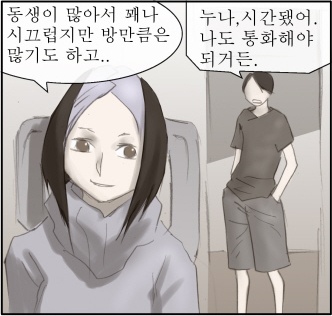 동생이 많아서 꽤나
시끄럽지만 방만큼은
많기도 하고..
누나,시간됐어.
나도 통화해야
되거든.